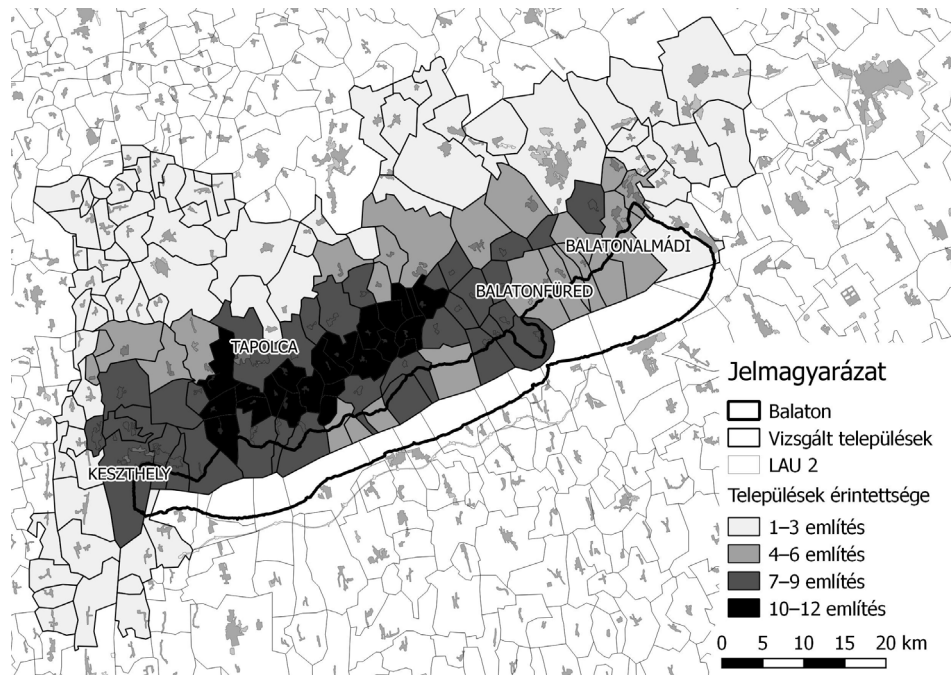 BALATONALMÁDI
BALATONFÜRED
TAPOLCA
KESZTHELY
Jelmagyarázat
Balaton
Vizsgált települések
LAU 2
Települések érintettsége
1–3 említés
4–6 említés
7–9 említés
10–12 említés
0 5 10 15 20 km